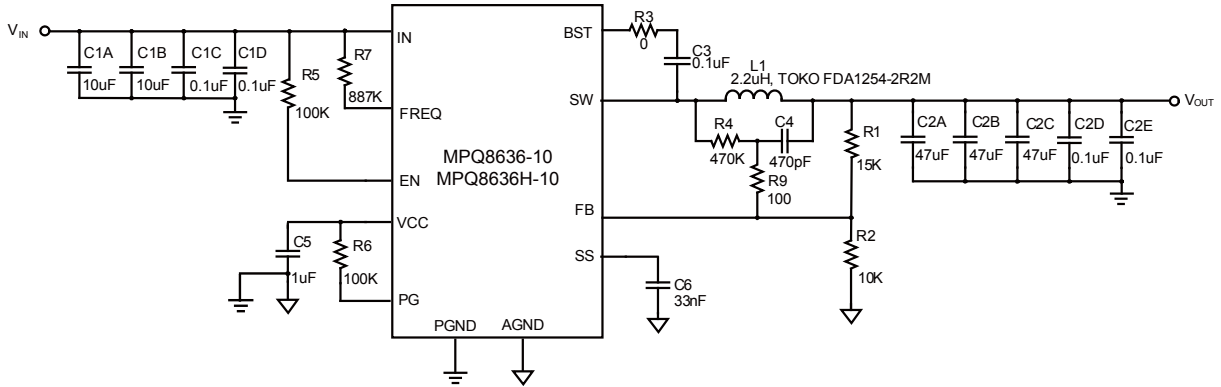 V_IN
C1A
10uF
C1B
10uF
C1C
0.1uF
C1D
0.1uF
R5
100K
R7
887K
IN
FREQ
EN
VCC
PG
PGND
AGND
BST
SW
FB
SS
MPQ8636-10
MPQ8636H-10
C5
1uF
R6
100K
R3
0
C3
0.1uF
L1
2.2uH, TOKO FDA1254-2R2M
R4
470K
C4
470pF
R9
100
R1
15K
R2
10K
C6
33nF
C2A
47uF
C2B
47uF
C2C
47uF
C2D
0.1uF
C2E
0.1uF
V_OUT